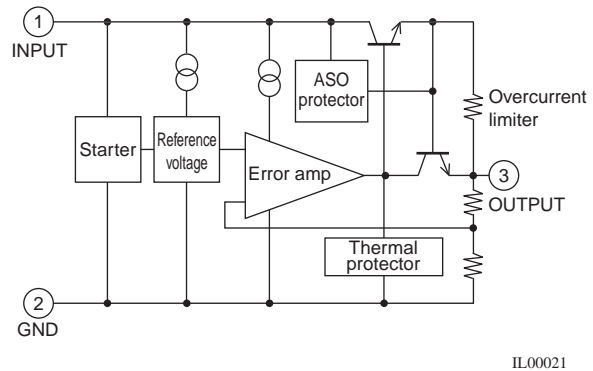 1
INPUT
ASO
protector
Overcurrent
limiter
Starter
Reference
voltage
Error amp
3
OUTPUT
Thermal
protector
2
GND
IL00021